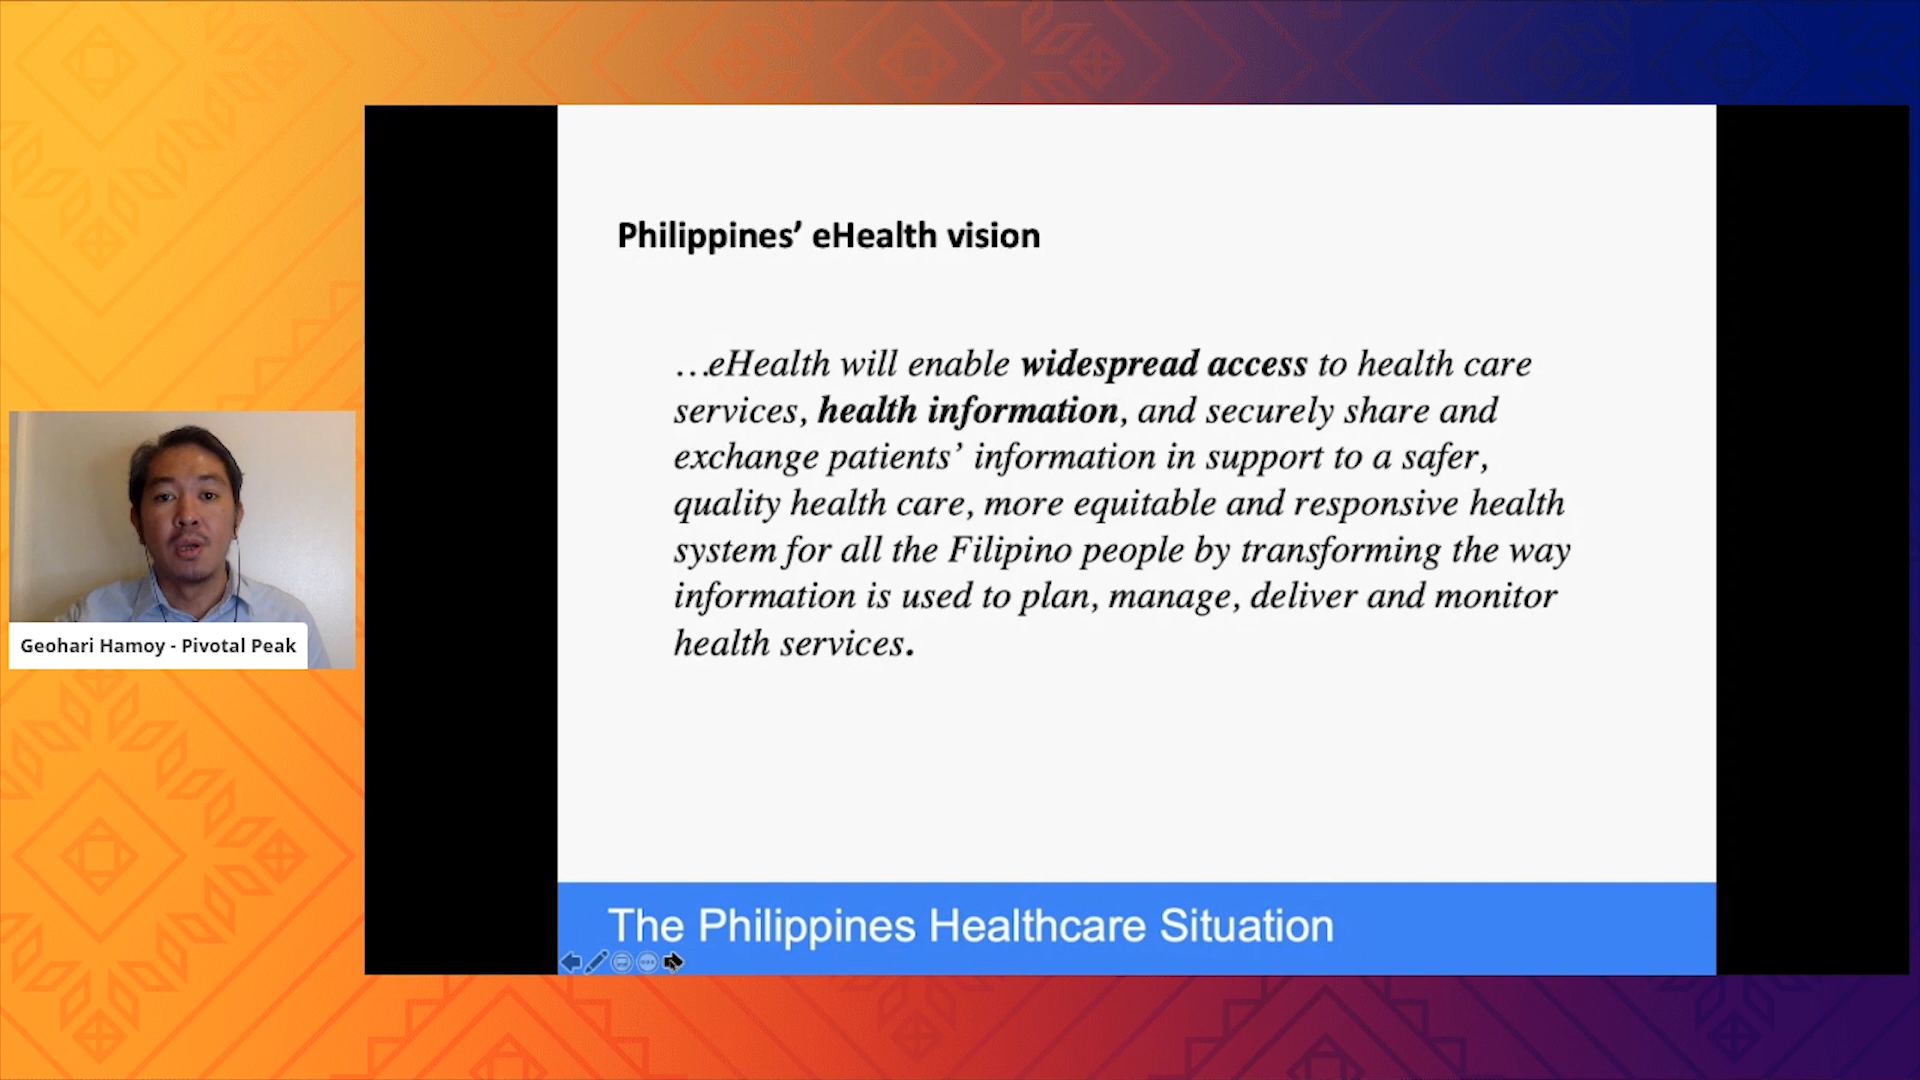 Philippines’ eHealth vision
…eHealth will enable widespread access to health care
services, health information, and securely share and
exchange patients’ information in support to a safer,
quality health care, more equitable and responsive health
system for all the Filipino people by transforming the way
information is used to plan, manage, deliver and monitor
health services.
Geohari Hamoy - Pivotal Peak
The Philippines Healthcare Situation